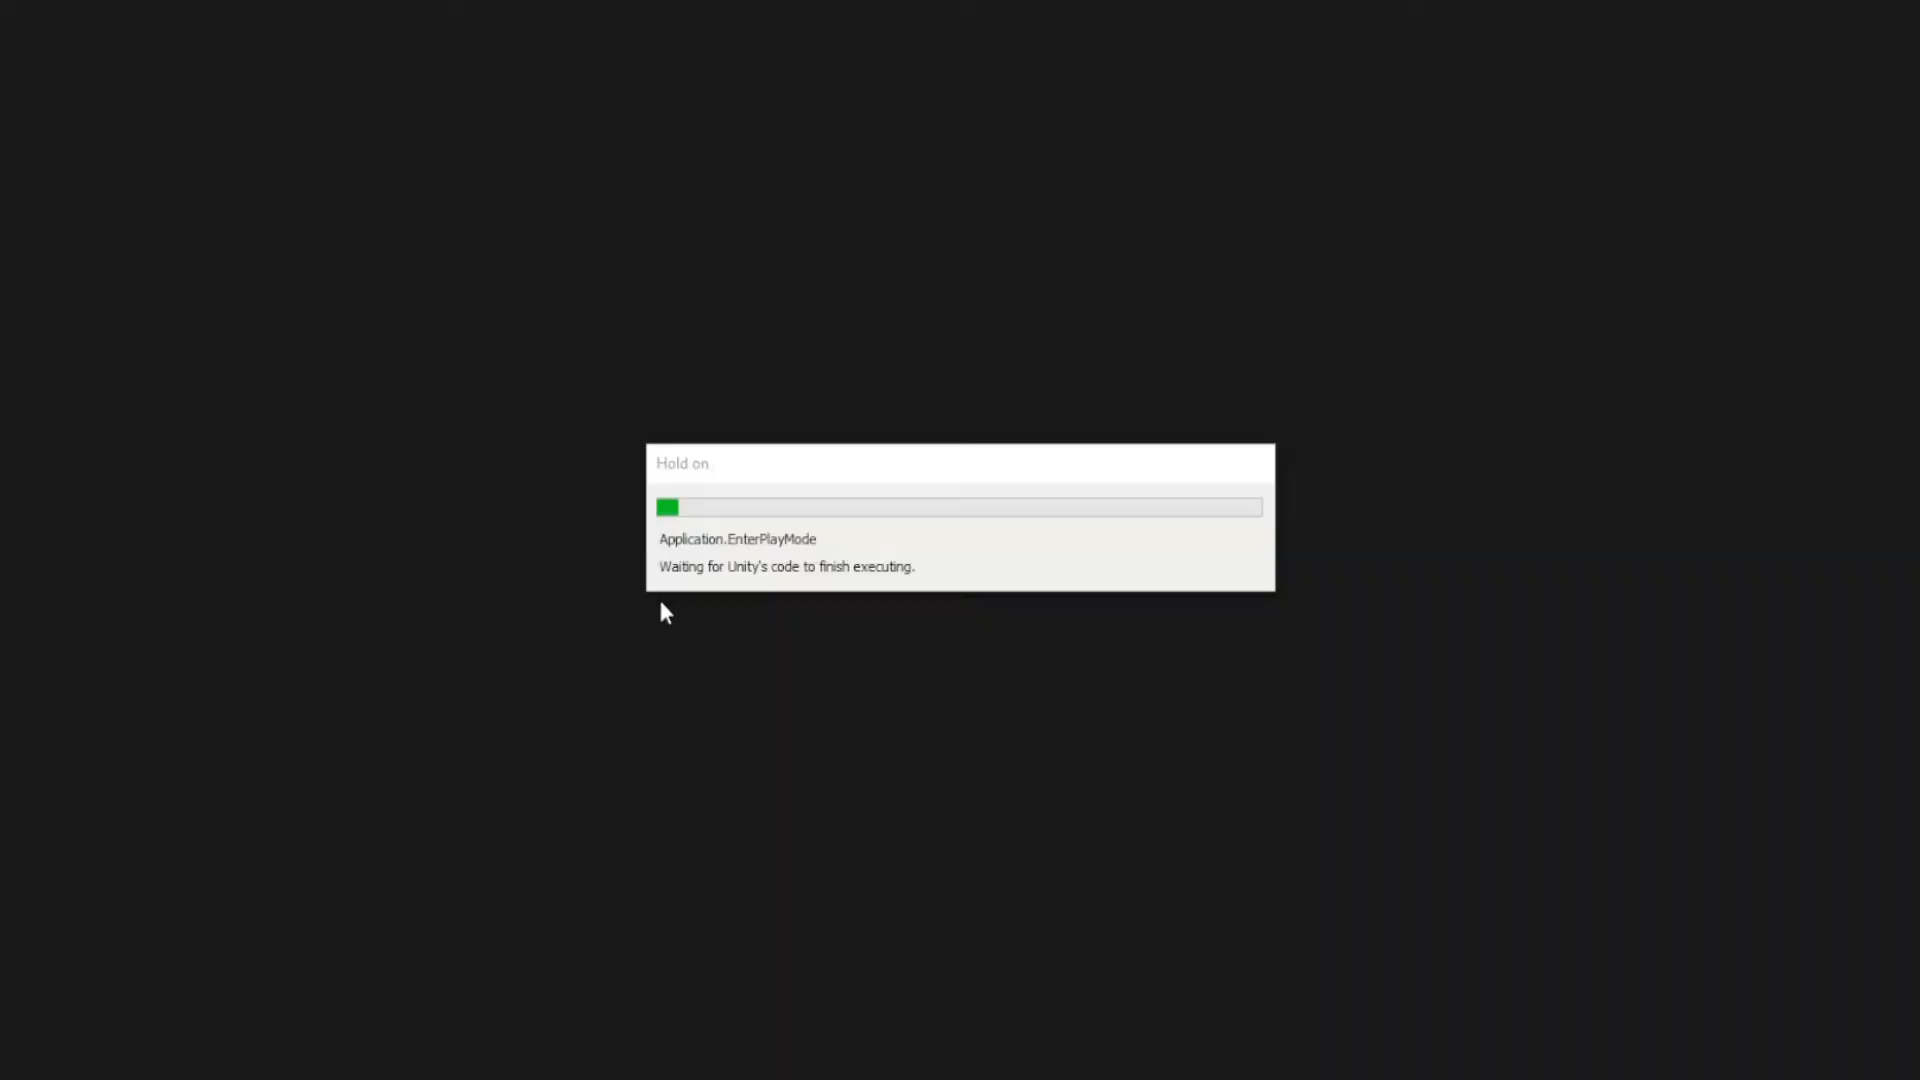 Hold on
Application.EnterPlayMode
Waiting for Unity's code to finish executing.